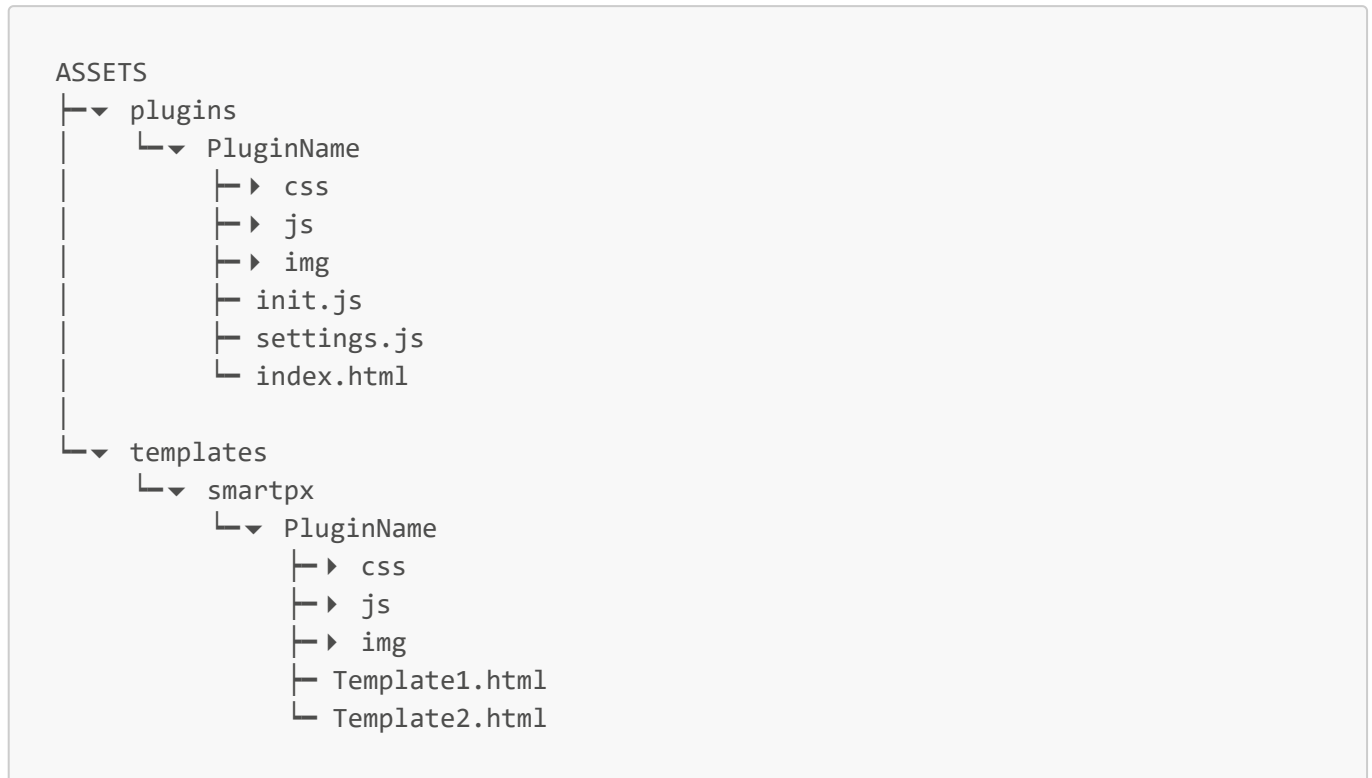 ASSETS
├─▾ plugins
│    └─▾ PluginName
│         ├─▸ css
│         ├─▸ js
│         ├─▸ img
│         ├─ init.js
│         ├─ settings.js
│         └─ index.html
│
└─▾ templates
     └─▾ smartpx
          └─▾ PluginName
               ├─▸ css
               ├─▸ js
               ├─▸ img
               ├─ Template1.html
               └─ Template2.html